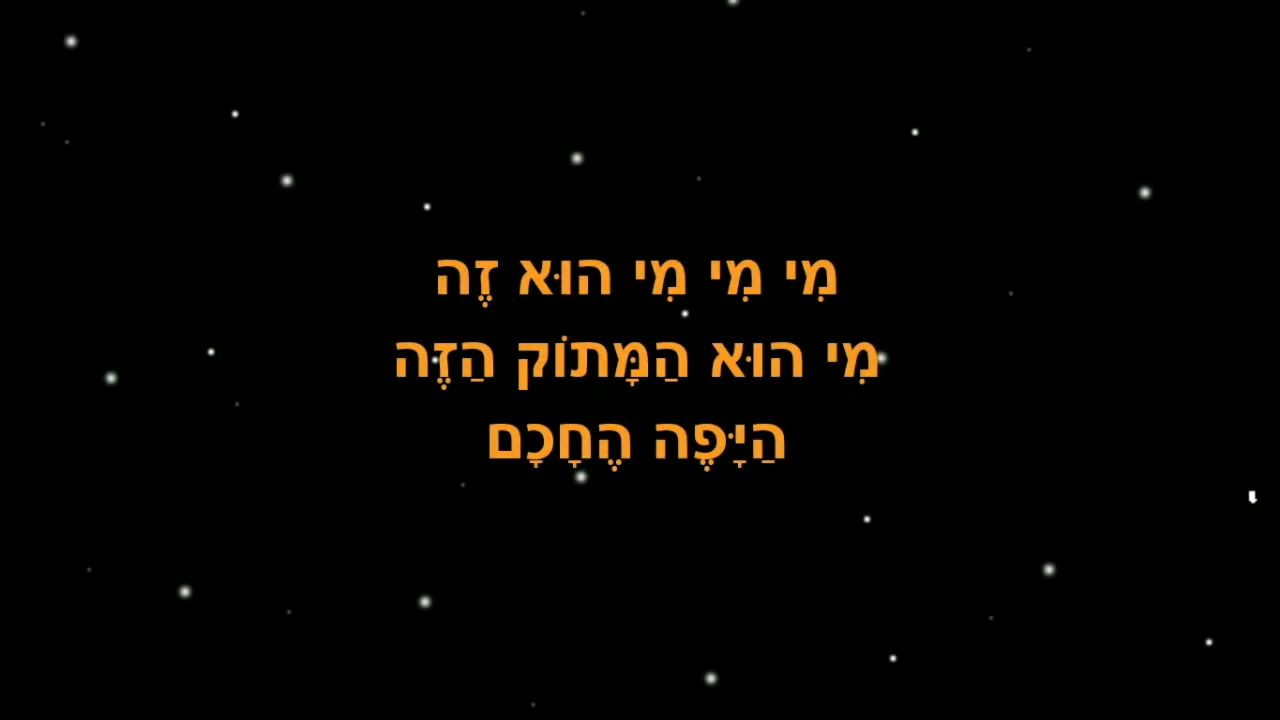 מִי מִי מִי הוּא זֶה
מִי הוּא הַמָּתוֹק הַזֶה
הַיָּפֶה הֶחָכָם